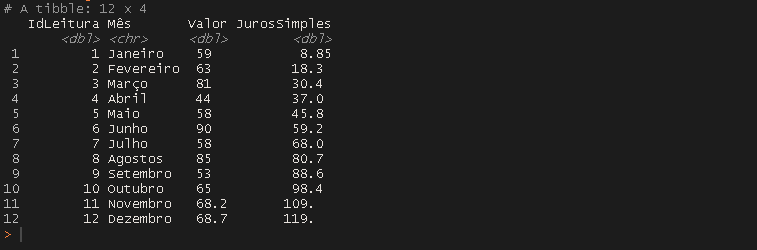 # A tibble: 12 x 4
IdLeitura Mês Valor JurosSimples
<dbl> <chr> <dbl> <dbl>
1 1 Janeiro 59 8.85
2 2 Fevereiro 63 18.3
3 3 Março 81 30.4
4 4 Abril 44 37.0
5 5 Maio 58 45.8
6 6 Junho 90 59.2
7 7 Julho 58 68.0
8 8 Agostos 85 80.7
9 9 Setembro 53 88.6
10 10 Outubro 65 98.4
11 11 Novembro 68.2 109.
12 12 Dezembro 68.7 119.
>